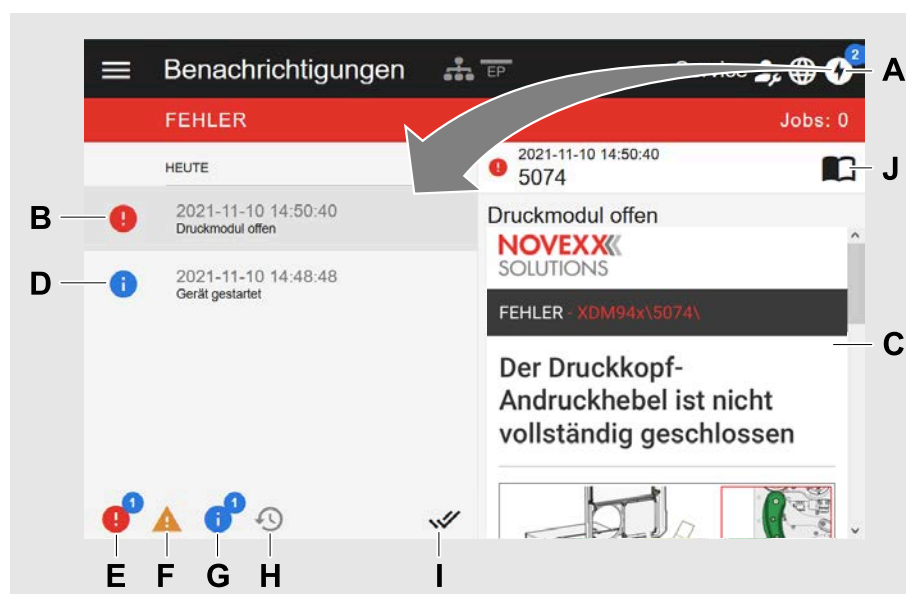 Benachrichtigungen
EP
2
A
FEHLER
Jobs: 0
HEUTE
2021-11-10 14:50:40
5074
J
B
2021-11-10 14:50:40
Druckmodul offen
Druckmodul offen
NOVEXX
SOLUTIONS
D
2021-11-10 14:48:48
Gerät gestartet
FEHLER - XDM94x\5074\
C
Der Druckkopf-
Andruckhebel ist nicht
vollständig geschlossen
1
1
E
F
G
H
I